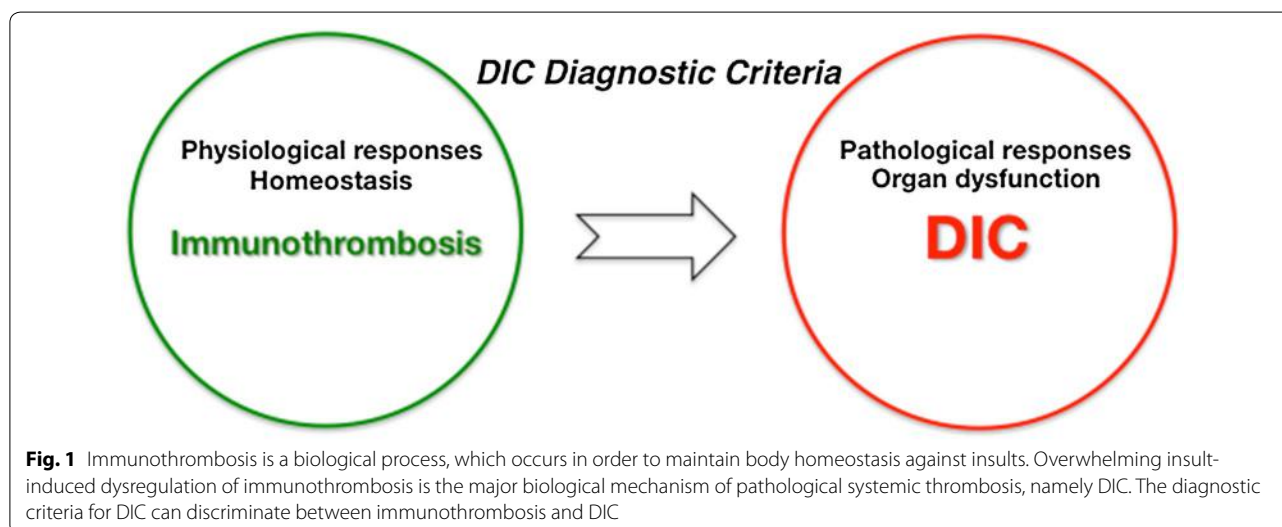 DIC Diagnostic Criteria
Physiological responses
Homeostasis
Immunothrombosis
Pathological responses
Organ dysfunction
DIC
Fig. 1 Immunothrombosis is a biological process, which occurs in order to maintain body homeostasis against insults. Overwhelming insult-
induced dysregulation of immunothrombosis is the major biological mechanism of pathological systemic thrombosis, namely DIC. The diagnostic
criteria for DIC can discriminate between immunothrombosis and DIC